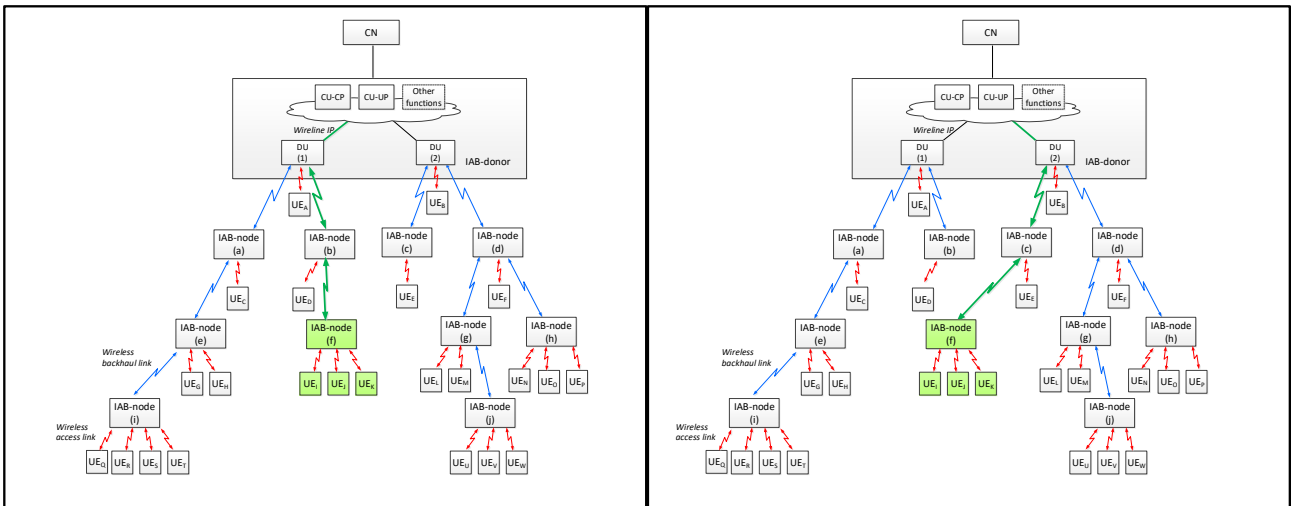 CN
CU-CP CU-UP Other
functions
Wireline IP
DU
(1)
DU
(2)
IAB-donor
UEA
UEB
IAB-node
(a)
IAB-node
(b)
IAB-node
(c)
IAB-node
(d)
UEC
UED
UEE
UEF
IAB-node
(e)
IAB-node
(f)
IAB-node
(g)
IAB-node
(h)
Wireless
backhaul link
UEG UEH
UEI UEJ UEK
UEL UEM
UEN UEO UEP
IAB-node
(i)
IAB-node
(j)
Wireless
access link
UEQ UER UES UET
UEU UEV UEW
CN
CU-CP CU-UP Other
functions
Wireline IP
DU
(1)
DU
(2)
IAB-donor
UEA
UEB
IAB-node
(a)
IAB-node
(b)
IAB-node
(c)
IAB-node
(d)
UEC
UED
UEE
UEF
IAB-node
(e)
IAB-node
(f)
IAB-node
(g)
IAB-node
(h)
Wireless
backhaul link
UEG UEH
UEI UEJ UEK
UEL UEM
UEN UEO UEP
IAB-node
(i)
IAB-node
(j)
Wireless
access link
UEQ UER UES UET
UEU UEV UEW